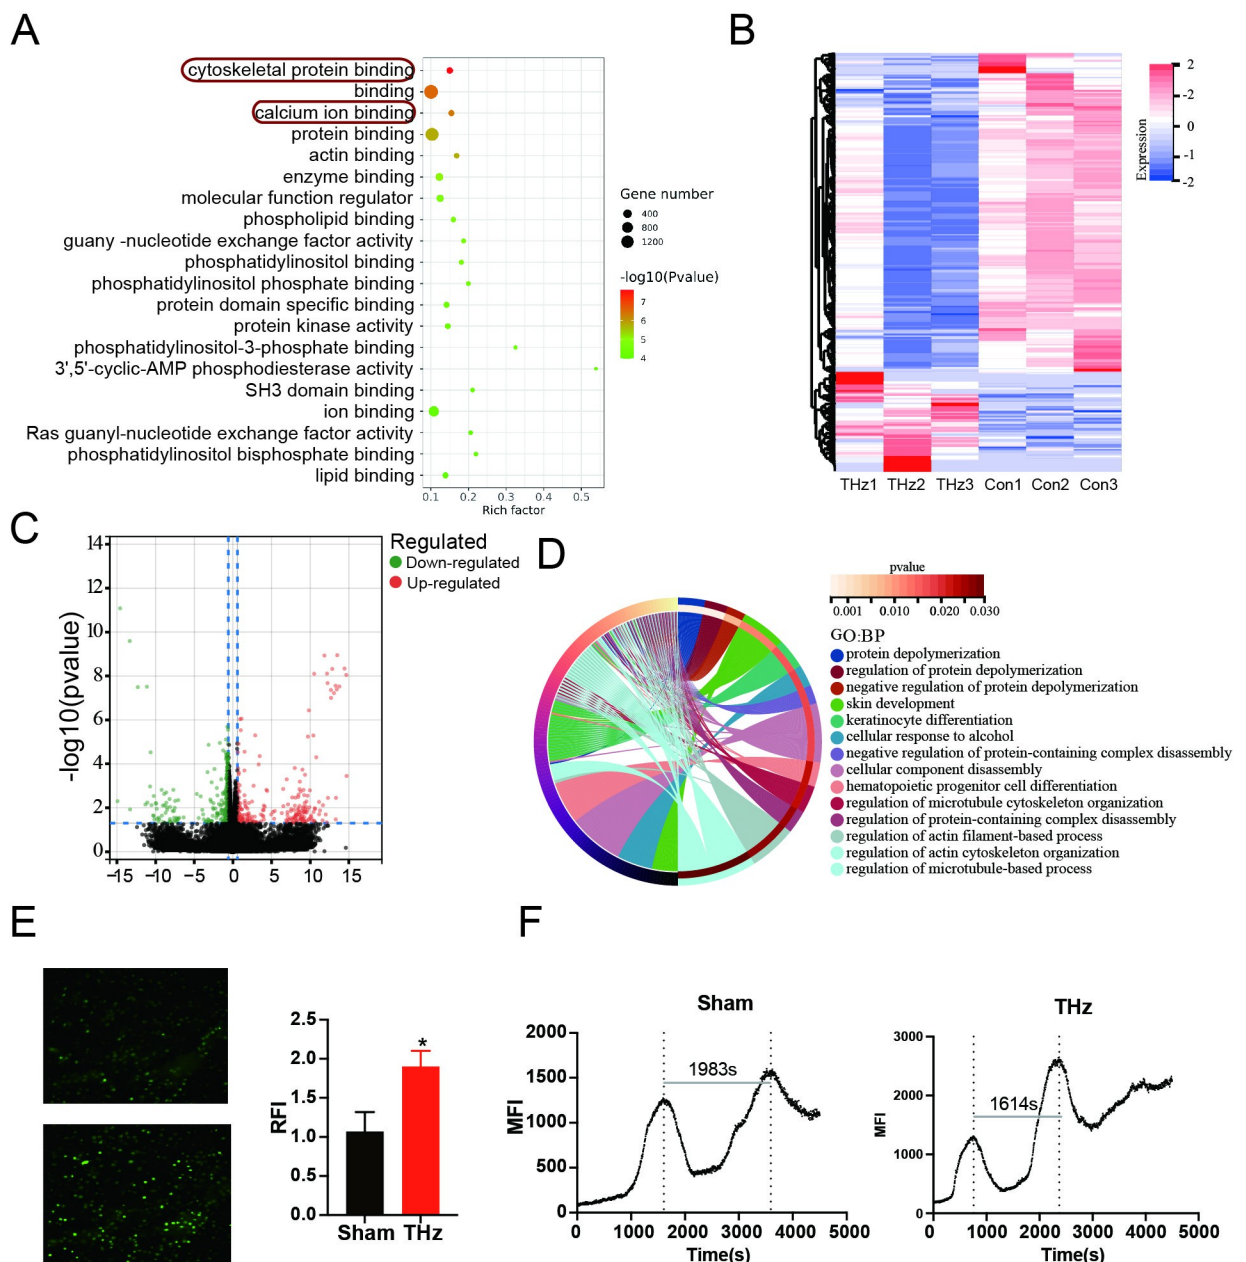 A
cytoskeletal protein binding
binding
calcium ion binding
protein binding
actin binding
enzyme binding
molecular function regulator
phospholipid binding
guany -nucleotide exchange factor activity
phosphatidylinositol binding
phosphatidylinositol phosphate binding
protein domain specific binding
protein kinase activity
phosphatidylinositol-3-phosphate binding
3',5'-cyclic-AMP phosphodiesterase activity
SH3 domain binding
ion binding
Ras guanyl-nucleotide exchange factor activity
phosphatidylinositol bisphosphate binding
lipid binding
0.1 0.2 0.3 0.4 0.5
Rich factor
Gene number
400
800
1200
-log10(Pvalue)
7
6
5
4
B
2
-2
0
-1
-2
Expression
THz1 THz2 THz3 Con1 Con2 Con3
C
14
12
10
8
6
4
2
0
-log10(pvalue)
-15 -10 -5 0 5 10 15
Regulated
Down-regulated
Up-regulated
D
pvalue
0.001 0.010 0.020 0.030
GO:BP
protein depolymerization
regulation of protein depolymerization
negative regulation of protein depolymerization
skin development
keratinocyte differentiation
cellular response to alcohol
negative regulation of protein-containing complex disassembly
cellular component disassembly
hematopoietic progenitor cell differentiation
regulation of microtubule cytoskeleton organization
regulation of protein-containing complex disassembly
regulation of actin filament-based process
regulation of actin cytoskeleton organization
regulation of microtubule-based process
E
2.5
2.0
1.5
1.0
0.5
0.0
RFI
*
Sham THz
F
Sham
2000
1500
1000
500
0
MFI
1983s
0 1000 2000 3000 4000 5000
Time(s)
THz
3000
2000
1000
0
MFI
1614s
0 1000 2000 3000 4000 5000
Time(s)